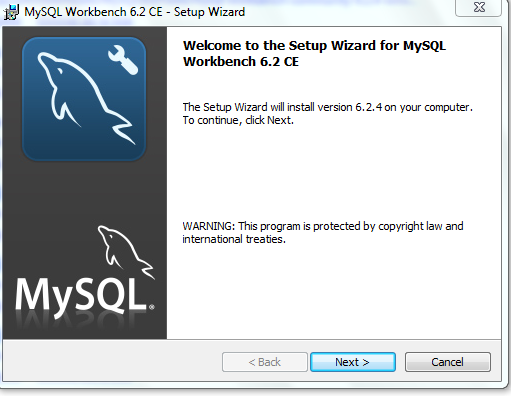 MySQL Workbench 6.2 CE - Setup Wizard
Welcome to the Setup Wizard for MySQL
Workbench 6.2 CE
The Setup Wizard will install version 6.2.4 on your computer.
To continue, click Next.
WARNING: This program is protected by copyright law and
international treaties.
MySQL®
< Back
Next >
Cancel